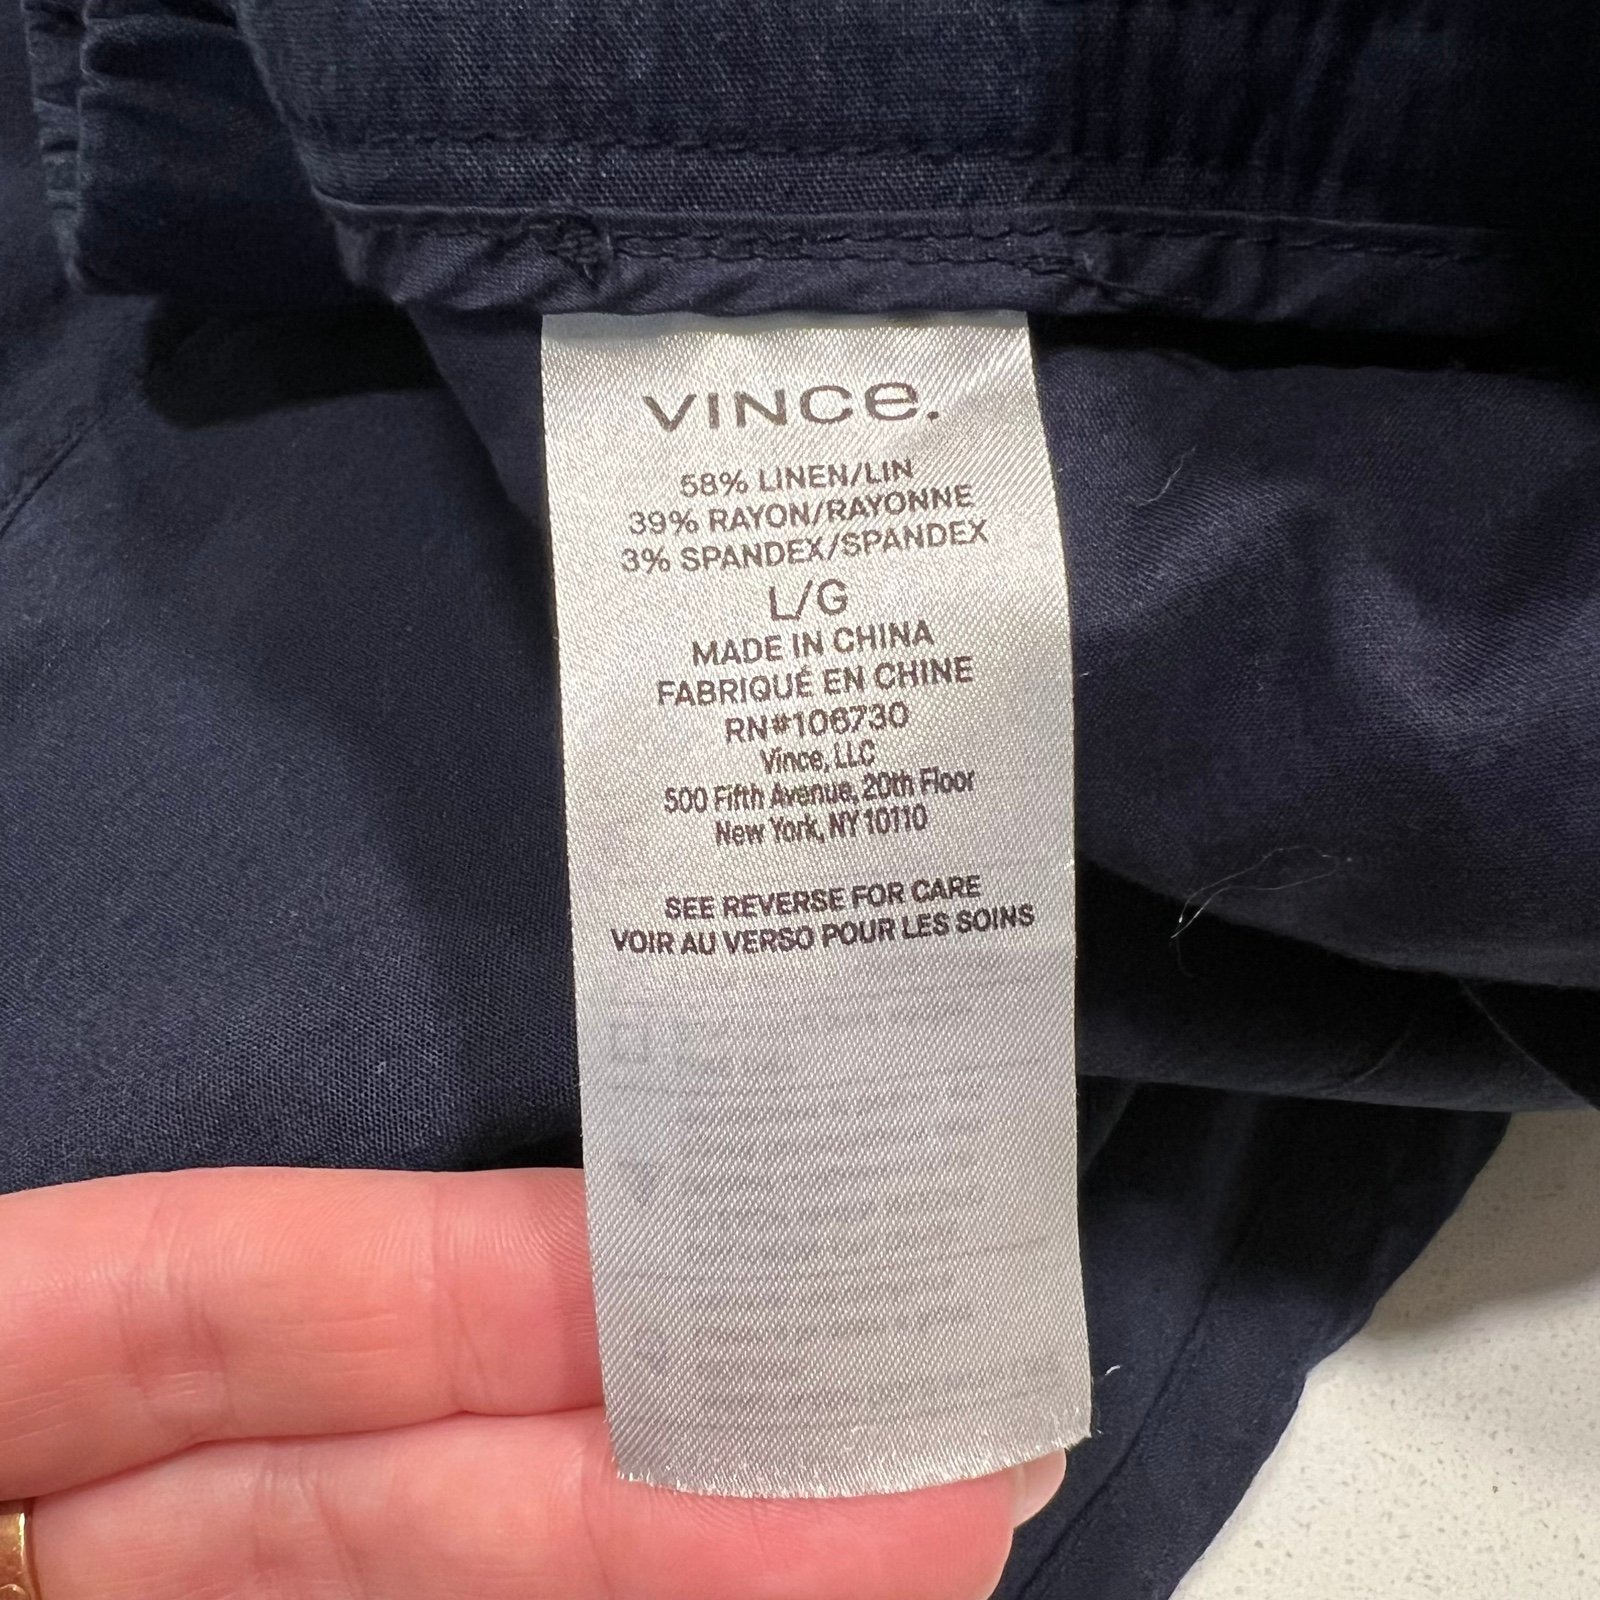 VINCe.
58% LINEN/LIN
39% RAYON/RAYONNE
3% SPANDEX/SPANDEX
L/G
MADE IN CHINA
FABRIQUÉ EN CHINE
RN#106730
Vince, LLC
500 Fifth Avenue, 20th Floor
New York, NY 10110
SEE REVERSE FOR CARE
VOIR AU VERSO POUR LES SOINS